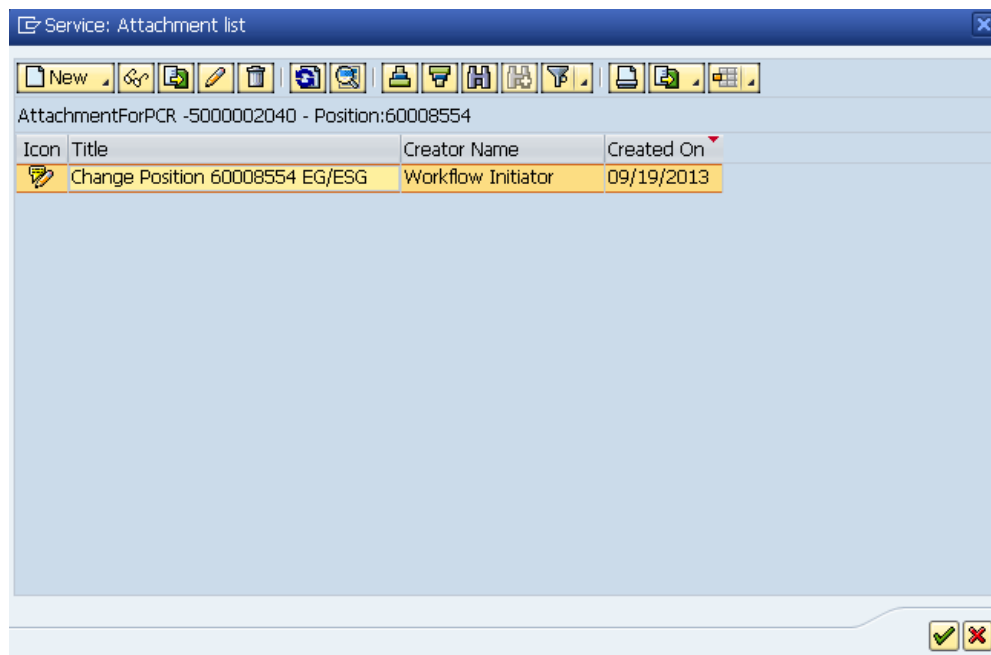 Service: Attachment list
New
AttachmentForPCR -5000002040 - Position:60008554
Icon Title Creator Name Created On
Change Position 60008554 EG/ESG Workflow Initiator 09/19/2013